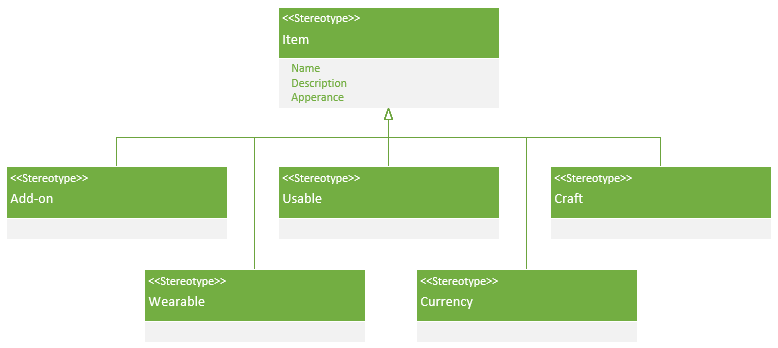 <<Stereotype>>
Item
Name
Description
Apperance
<<Stereotype>>
Add-on
<<Stereotype>>
Usable
<<Stereotype>>
Craft
<<Stereotype>>
Wearable
<<Stereotype>>
Currency